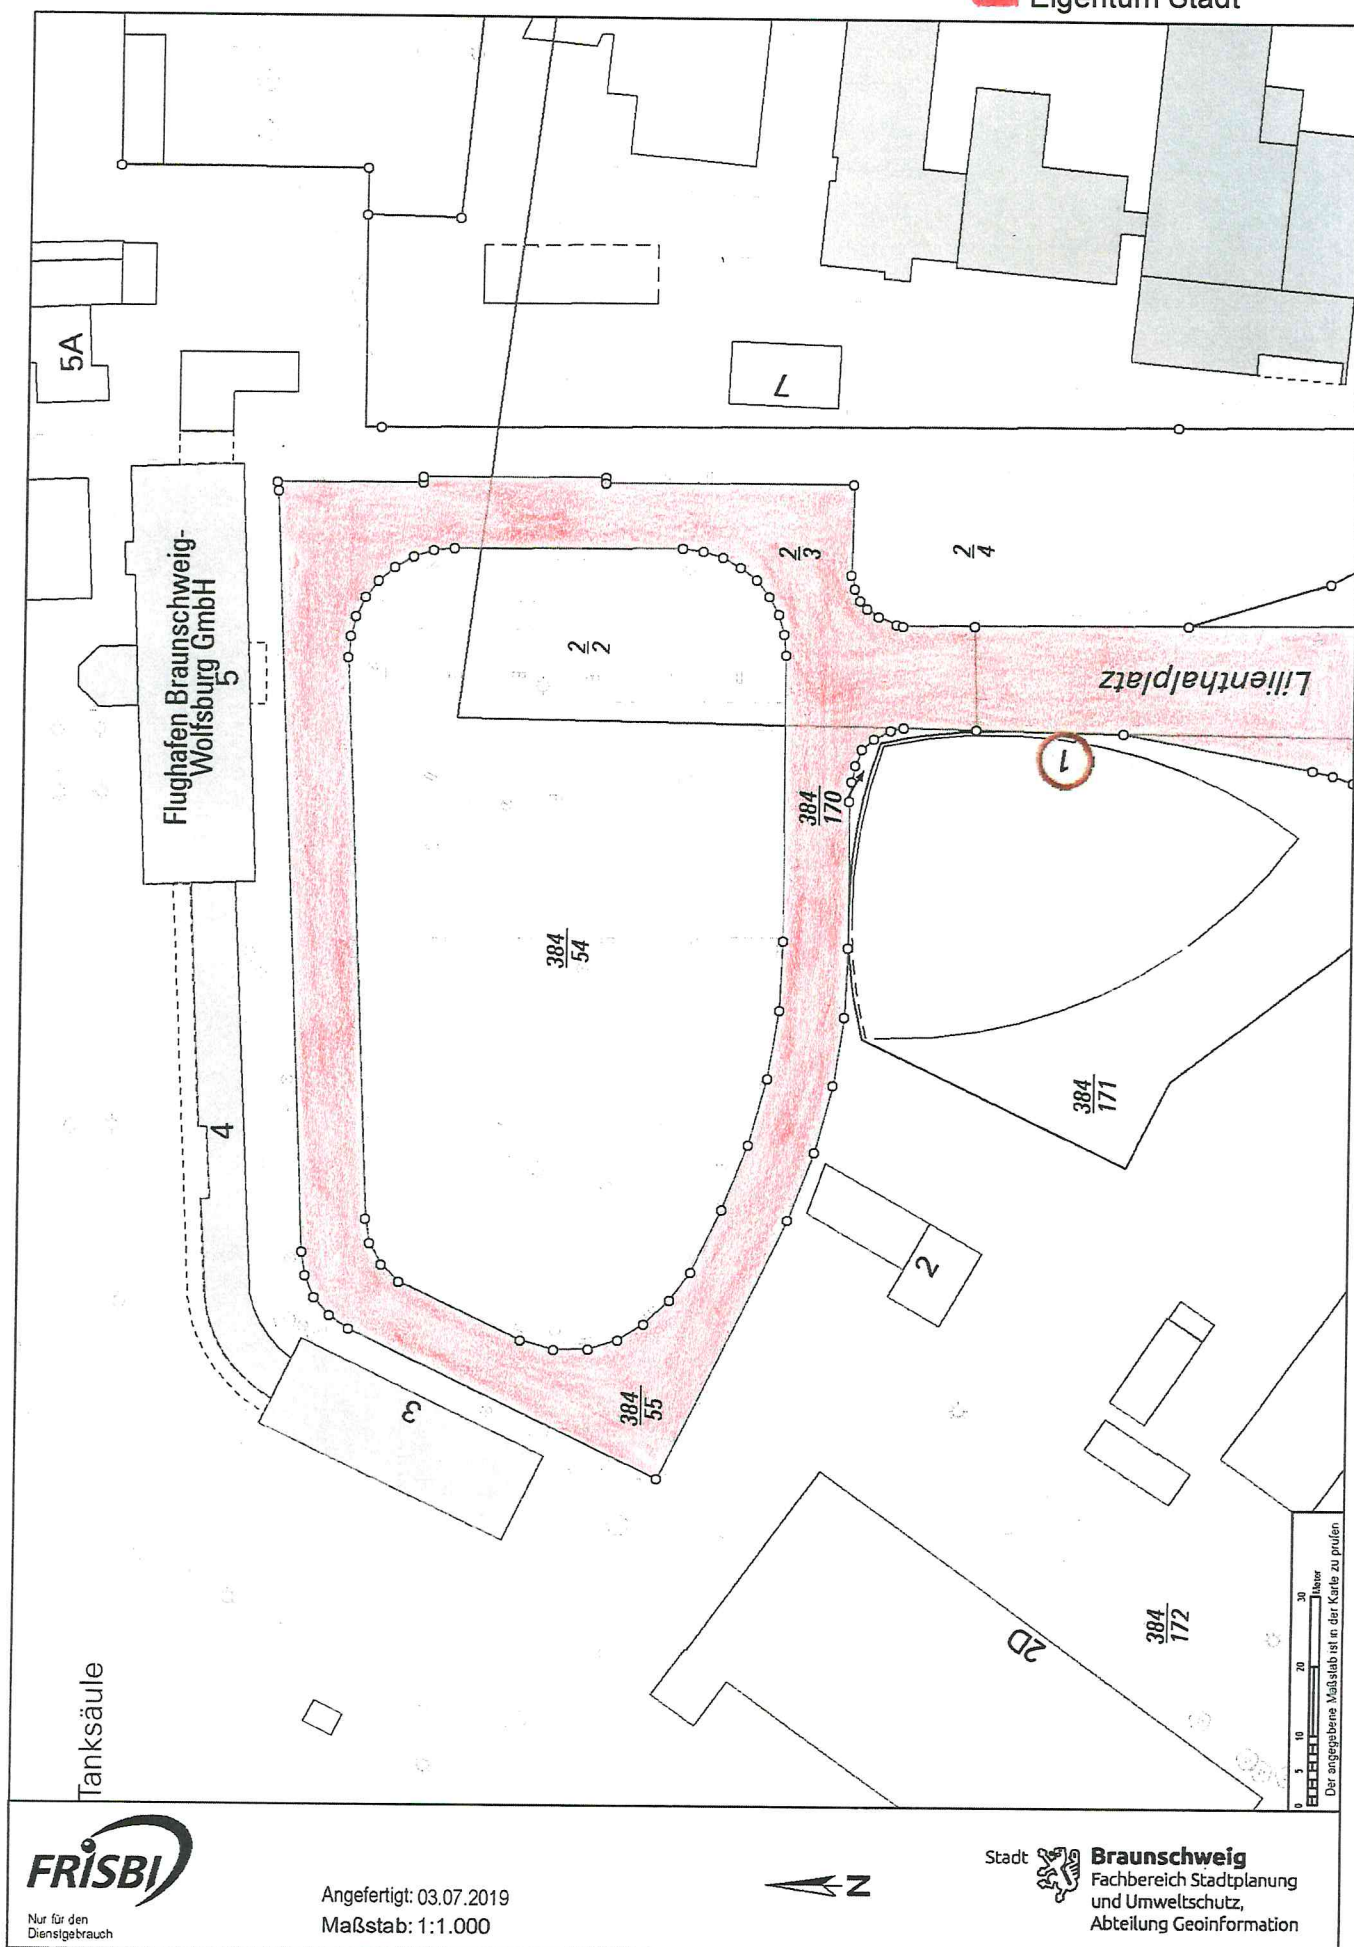 Eigentum Stadt
5A
Flughafen Braunschweig-
Wolfsburg GmbH
5
7
2
3
2
4
2
2
Lilienthalplatz
1
384
170
384
54
4
384
171
2
3
384
55
2D
384
172
Tanksäule
0 5 10 20 30
Meter
Der angegebene Maßstab ist in der Karte zu prüfen
FRISBI
Nur für den
Dienstgebrauch
Angefertigt: 03.07.2019
Maßstab: 1:1.000
N
Stadt
Braunschweig
Fachbereich Stadtplanung
und Umweltschutz,
Abteilung Geoinformation